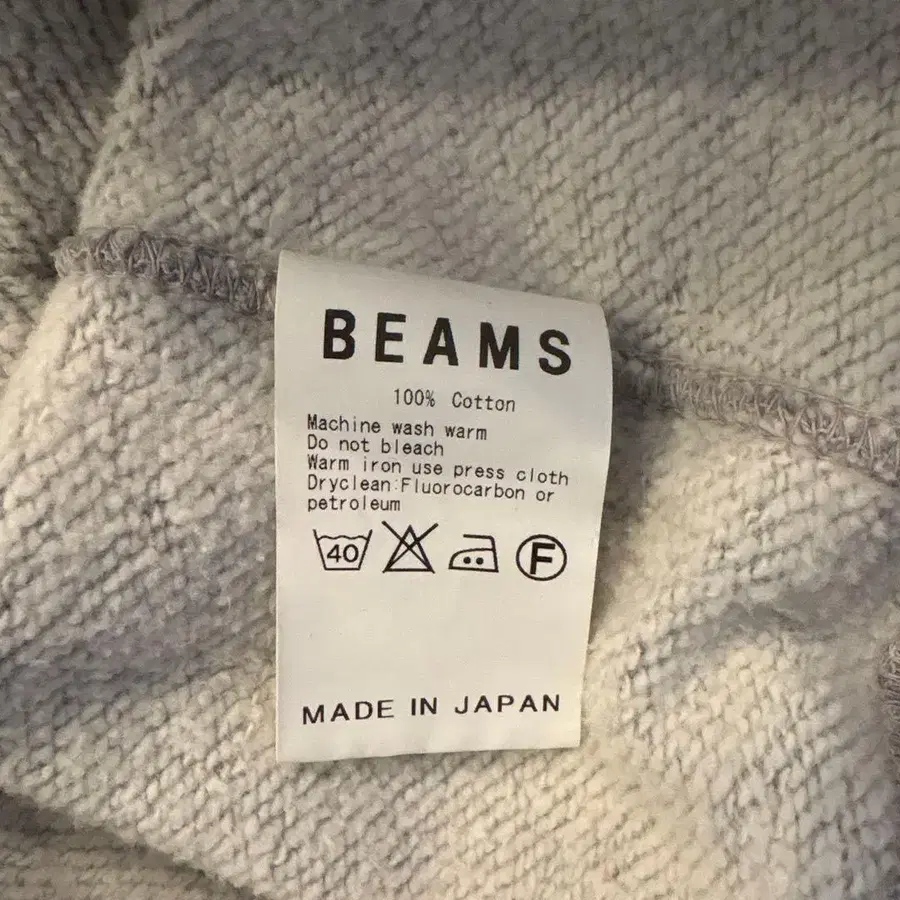 BEAMS
100% Cotton
Machine wash warm
Do not bleach
Warm iron use press cloth
Dryclean:Fluorocarbon or
petroleum
40 F
MADE IN JAPAN